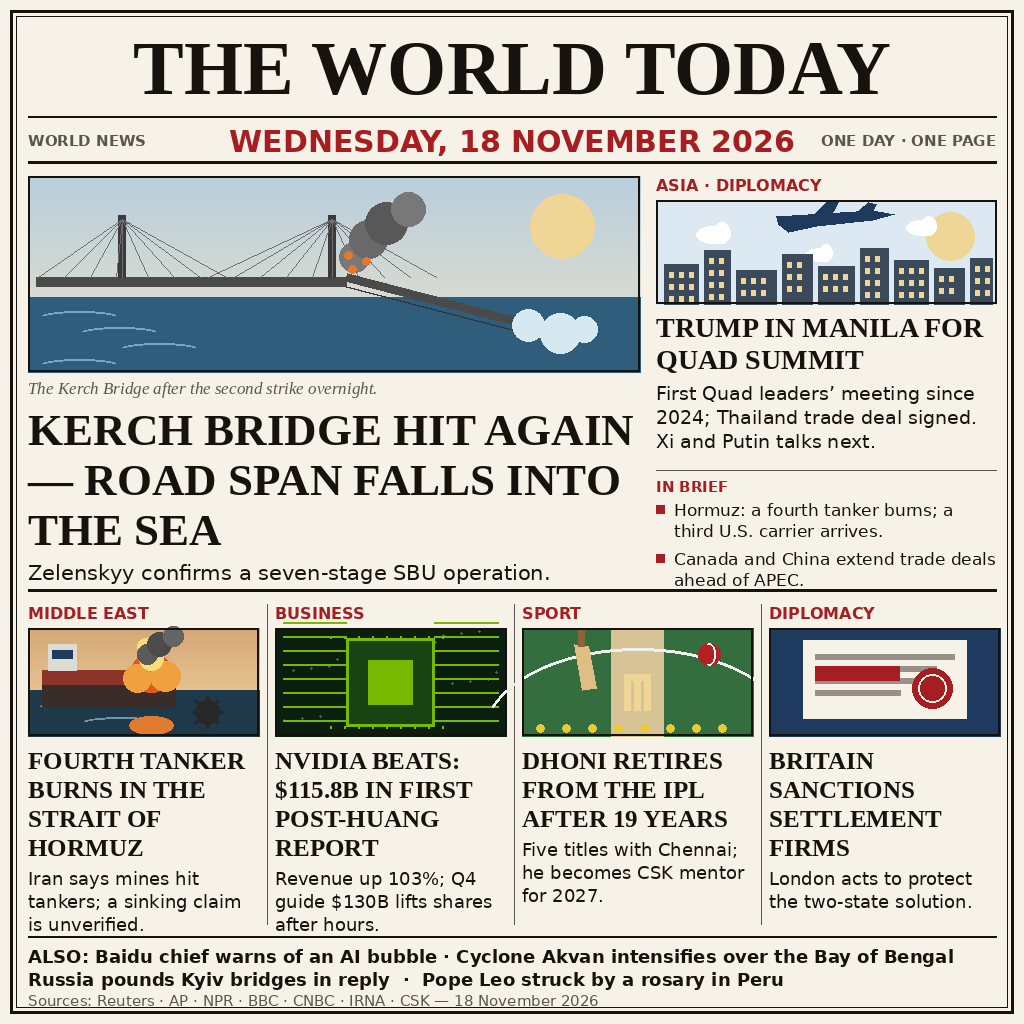 THE WORLD TODAY
WORLD NEWS
WEDNESDAY, 18 NOVEMBER 2026
ONE DAY · ONE PAGE
The Kerch Bridge after the second strike overnight.
KERCH BRIDGE HIT AGAIN
— ROAD SPAN FALLS INTO
THE SEA
Zelenskyy confirms a seven-stage SBU operation.
ASIA · DIPLOMACY
TRUMP IN MANILA FOR
QUAD SUMMIT
First Quad leaders’ meeting since
2024; Thailand trade deal signed.
Xi and Putin talks next.
IN BRIEF
Hormuz: a fourth tanker burns; a
third U.S. carrier arrives.
Canada and China extend trade deals
ahead of APEC.
MIDDLE EAST
FOURTH TANKER
BURNS IN THE
STRAIT OF
HORMUZ
Iran says mines hit
tankers; a sinking claim
is unverified.
BUSINESS
NVIDIA BEATS:
$115.8B IN FIRST
POST-HUANG
REPORT
Revenue up 103%; Q4
guide $130B lifts shares
after hours.
SPORT
DHONI RETIRES
FROM THE IPL
AFTER 19 YEARS
Five titles with Chennai;
he becomes CSK mentor
for 2027.
DIPLOMACY
BRITAIN
SANCTIONS
SETTLEMENT
FIRMS
London acts to protect
the two-state solution.
ALSO: Baidu chief warns of an AI bubble · Cyclone Akvan intensifies over the Bay of Bengal
Russia pounds Kyiv bridges in reply · Pope Leo struck by a rosary in Peru
Sources: Reuters · AP · NPR · BBC · CNBC · IRNA · CSK — 18 November 2026